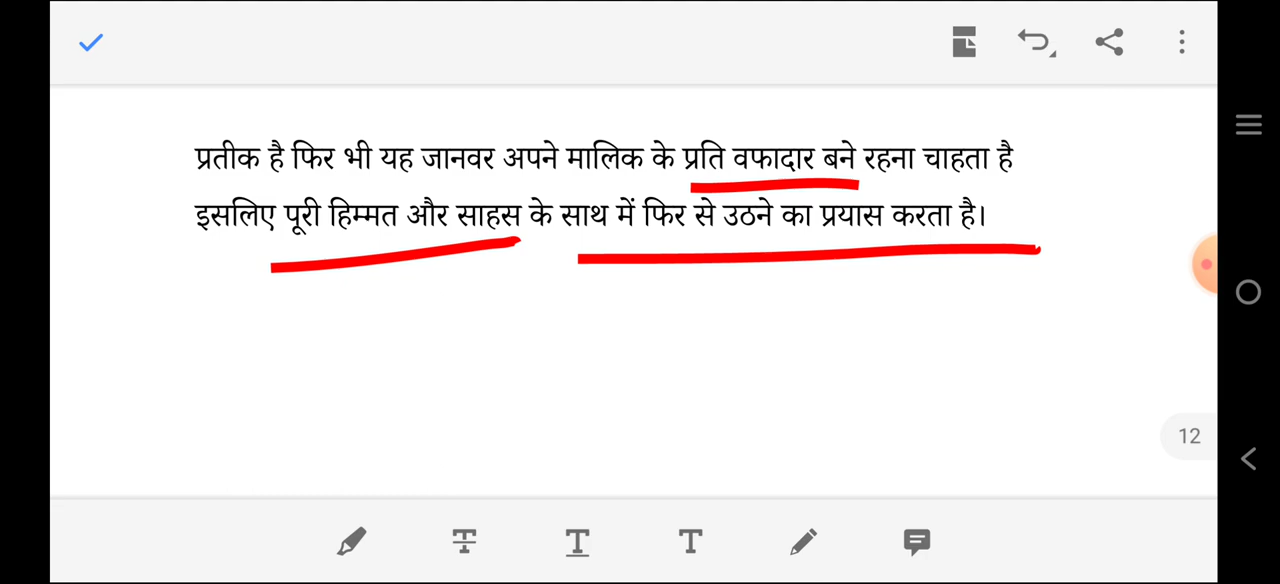 प्रतीक है फिर भी यह जानवर अपने मालिक के प्रति वफादार बने रहना चाहता है
इसलिए पूरी हिम्मत और साहस के साथ में फिर से उठने का प्रयास करता है।
12